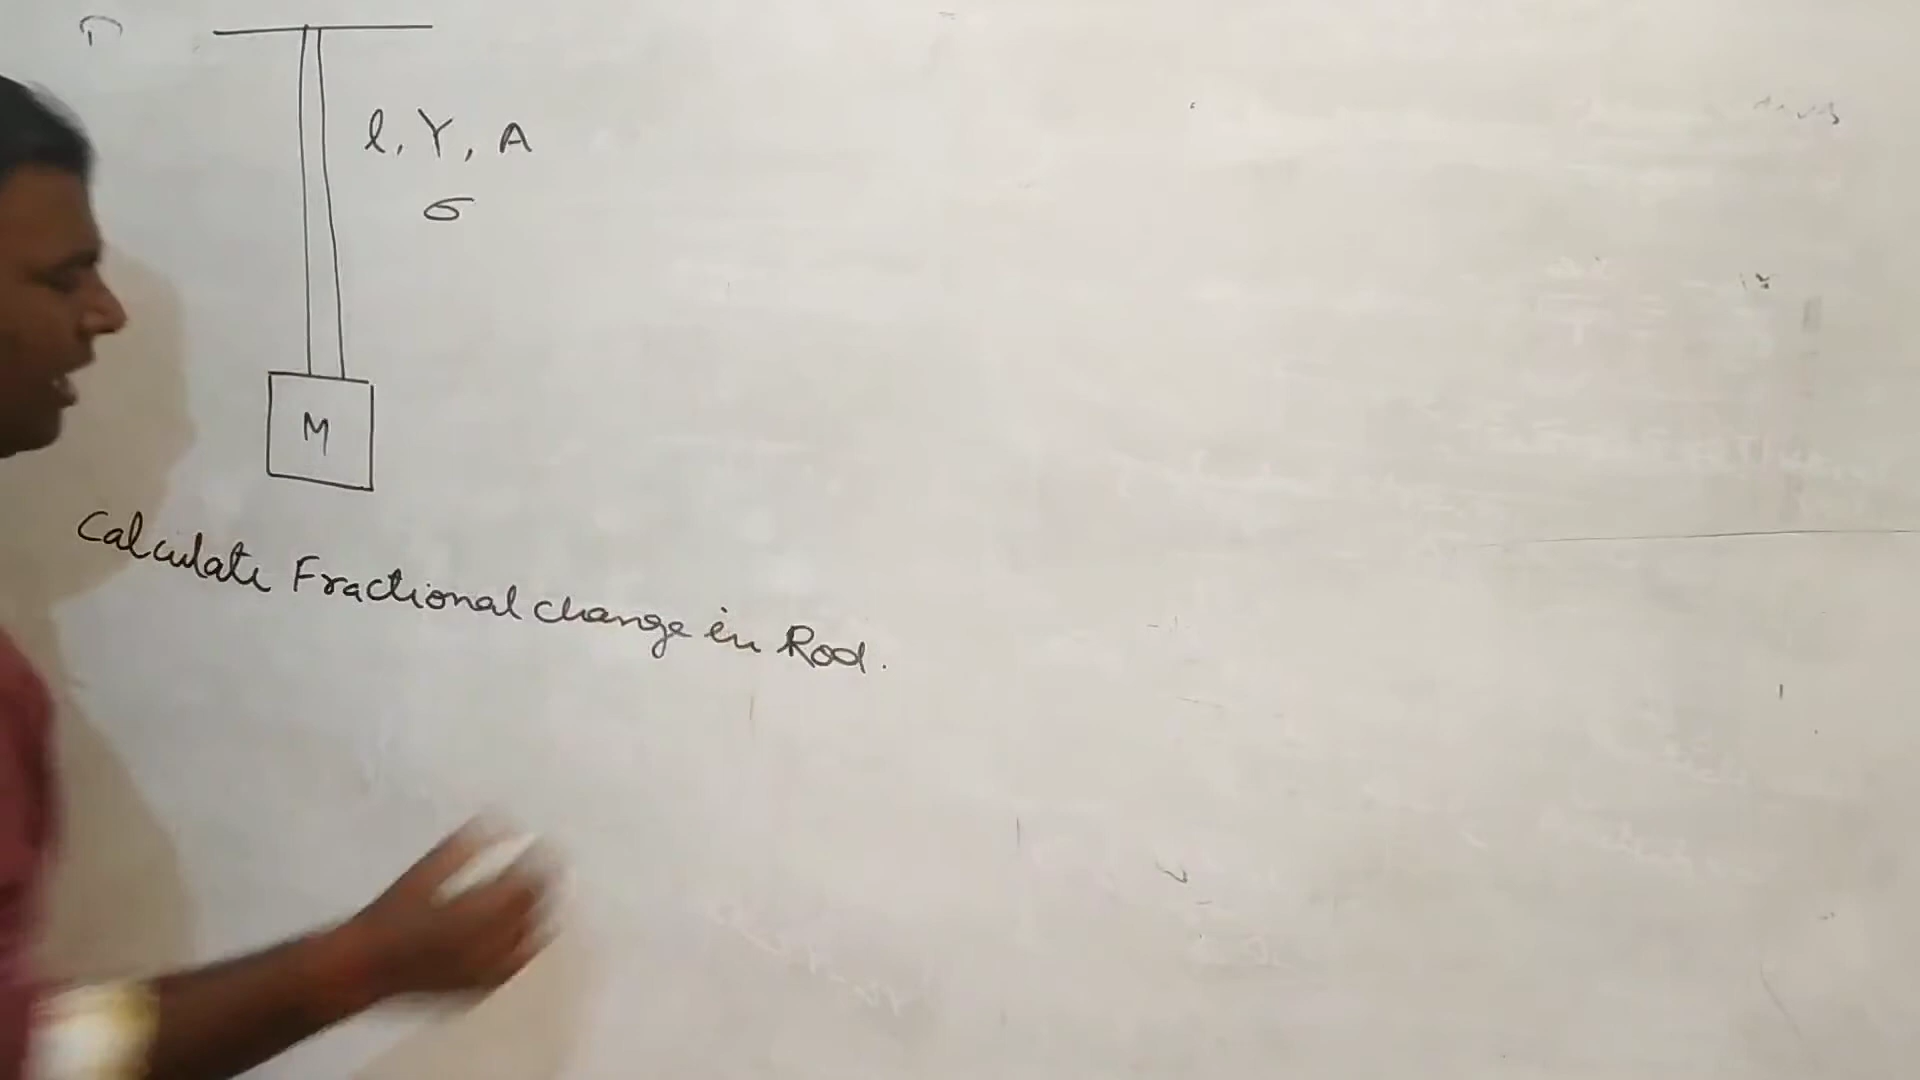 l, Y, A
σ
M
Calculate Fractional change in Rod.